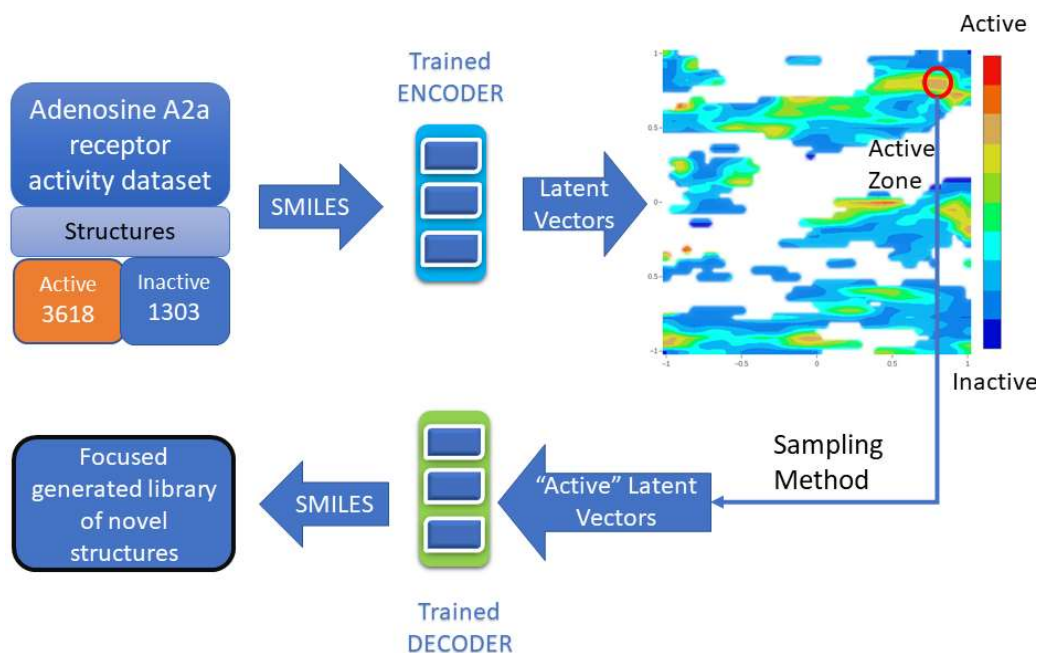 Adenosine A2a
receptor
activity dataset
Structures
Active
3618
Inactive
1303
SMILES
Trained
ENCODER
Latent
Vectors
Active
1
0.5
0
0.5
−1
−1
−0.5
0
0.5
1
Active
Zone
Inactive
Sampling
Method
“Active” Latent
Vectors
Trained
DECODER
SMILES
Focused
generated library
of novel
structures